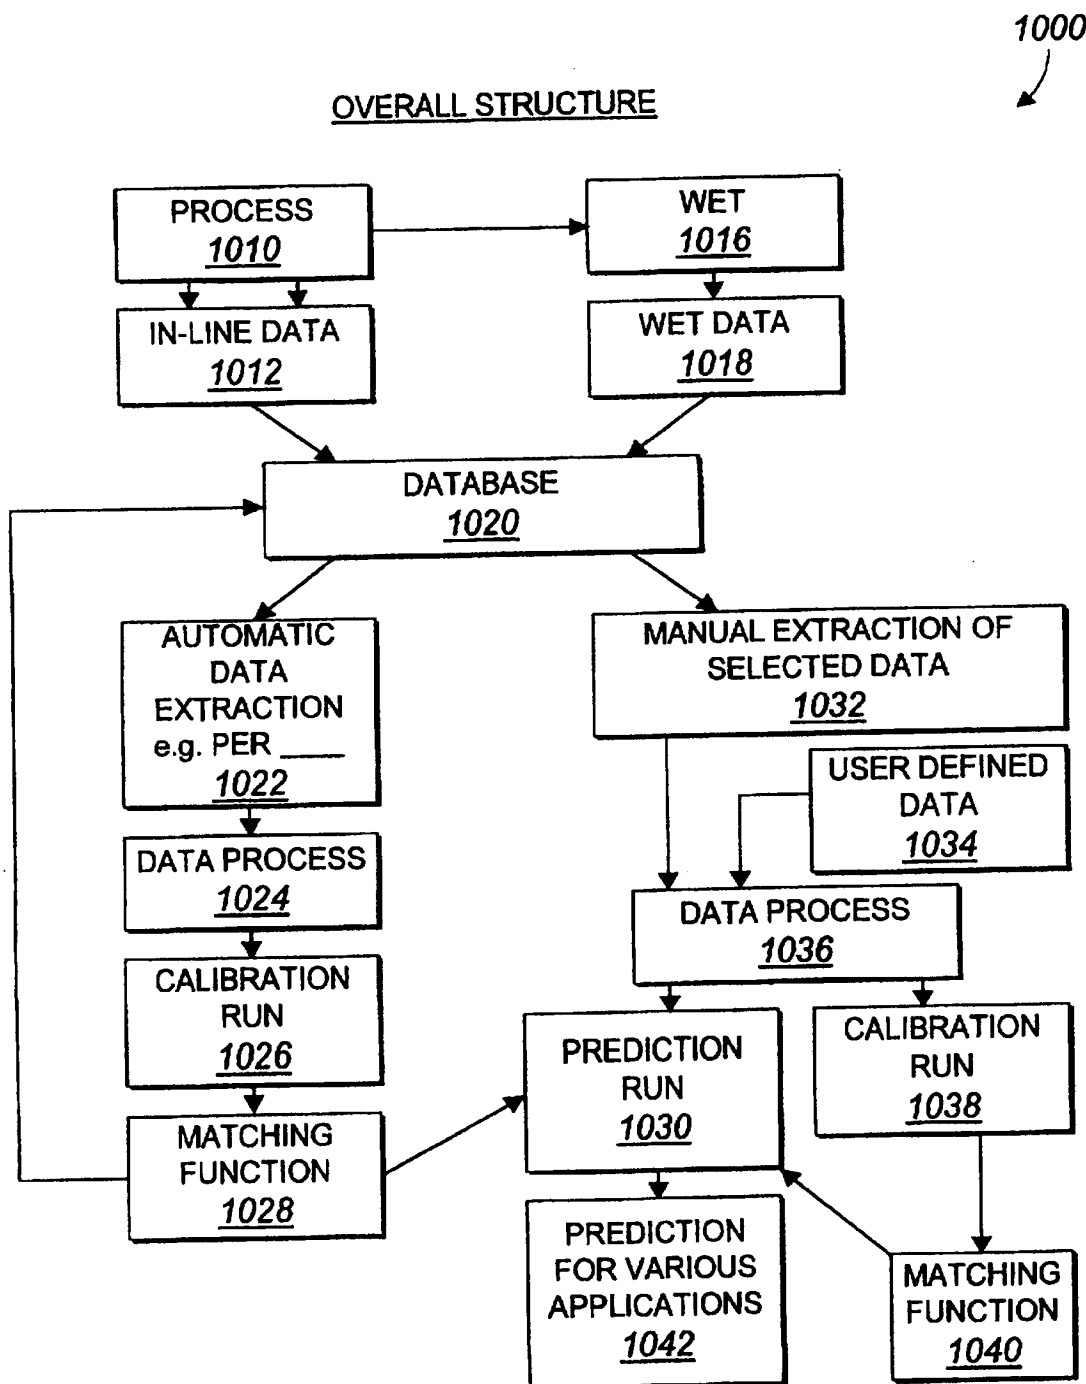 1000
OVERALL STRUCTURE
PROCESS
1010
WET
1016
IN-LINE DATA
1012
WET DATA
1018
DATABASE
1020
AUTOMATIC
DATA
EXTRACTION
e.g. PER ____
1022
MANUAL EXTRACTION OF
SELECTED DATA
1032
USER DEFINED
DATA
1034
DATA PROCESS
1024
DATA PROCESS
1036
CALIBRATION
RUN
1026
PREDICTION
RUN
1030
CALIBRATION
RUN
1038
MATCHING
FUNCTION
1028
PREDICTION
FOR VARIOUS
APPLICATIONS
1042
MATCHING
FUNCTION
1040